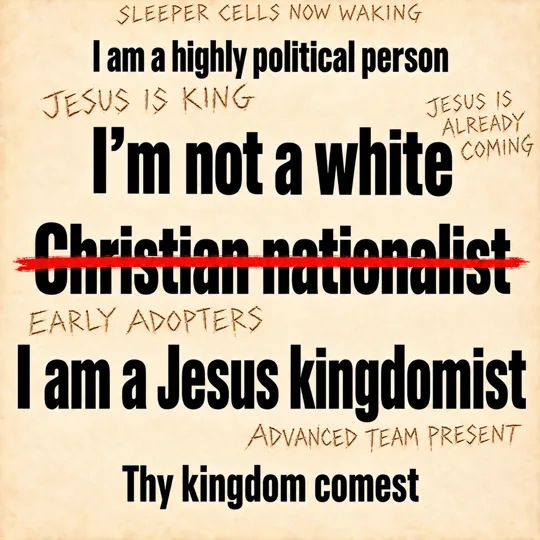 SLEEPER CELLS NOW WAKING
I am a highly political person
JESUS IS KING
JESUS IS
ALREADY
COMING
I'm not a white
Christian nationalist
EARLY ADOPTERS
I am a Jesus kingdomist
ADVANCED TEAM PRESENT
Thy kingdom comest